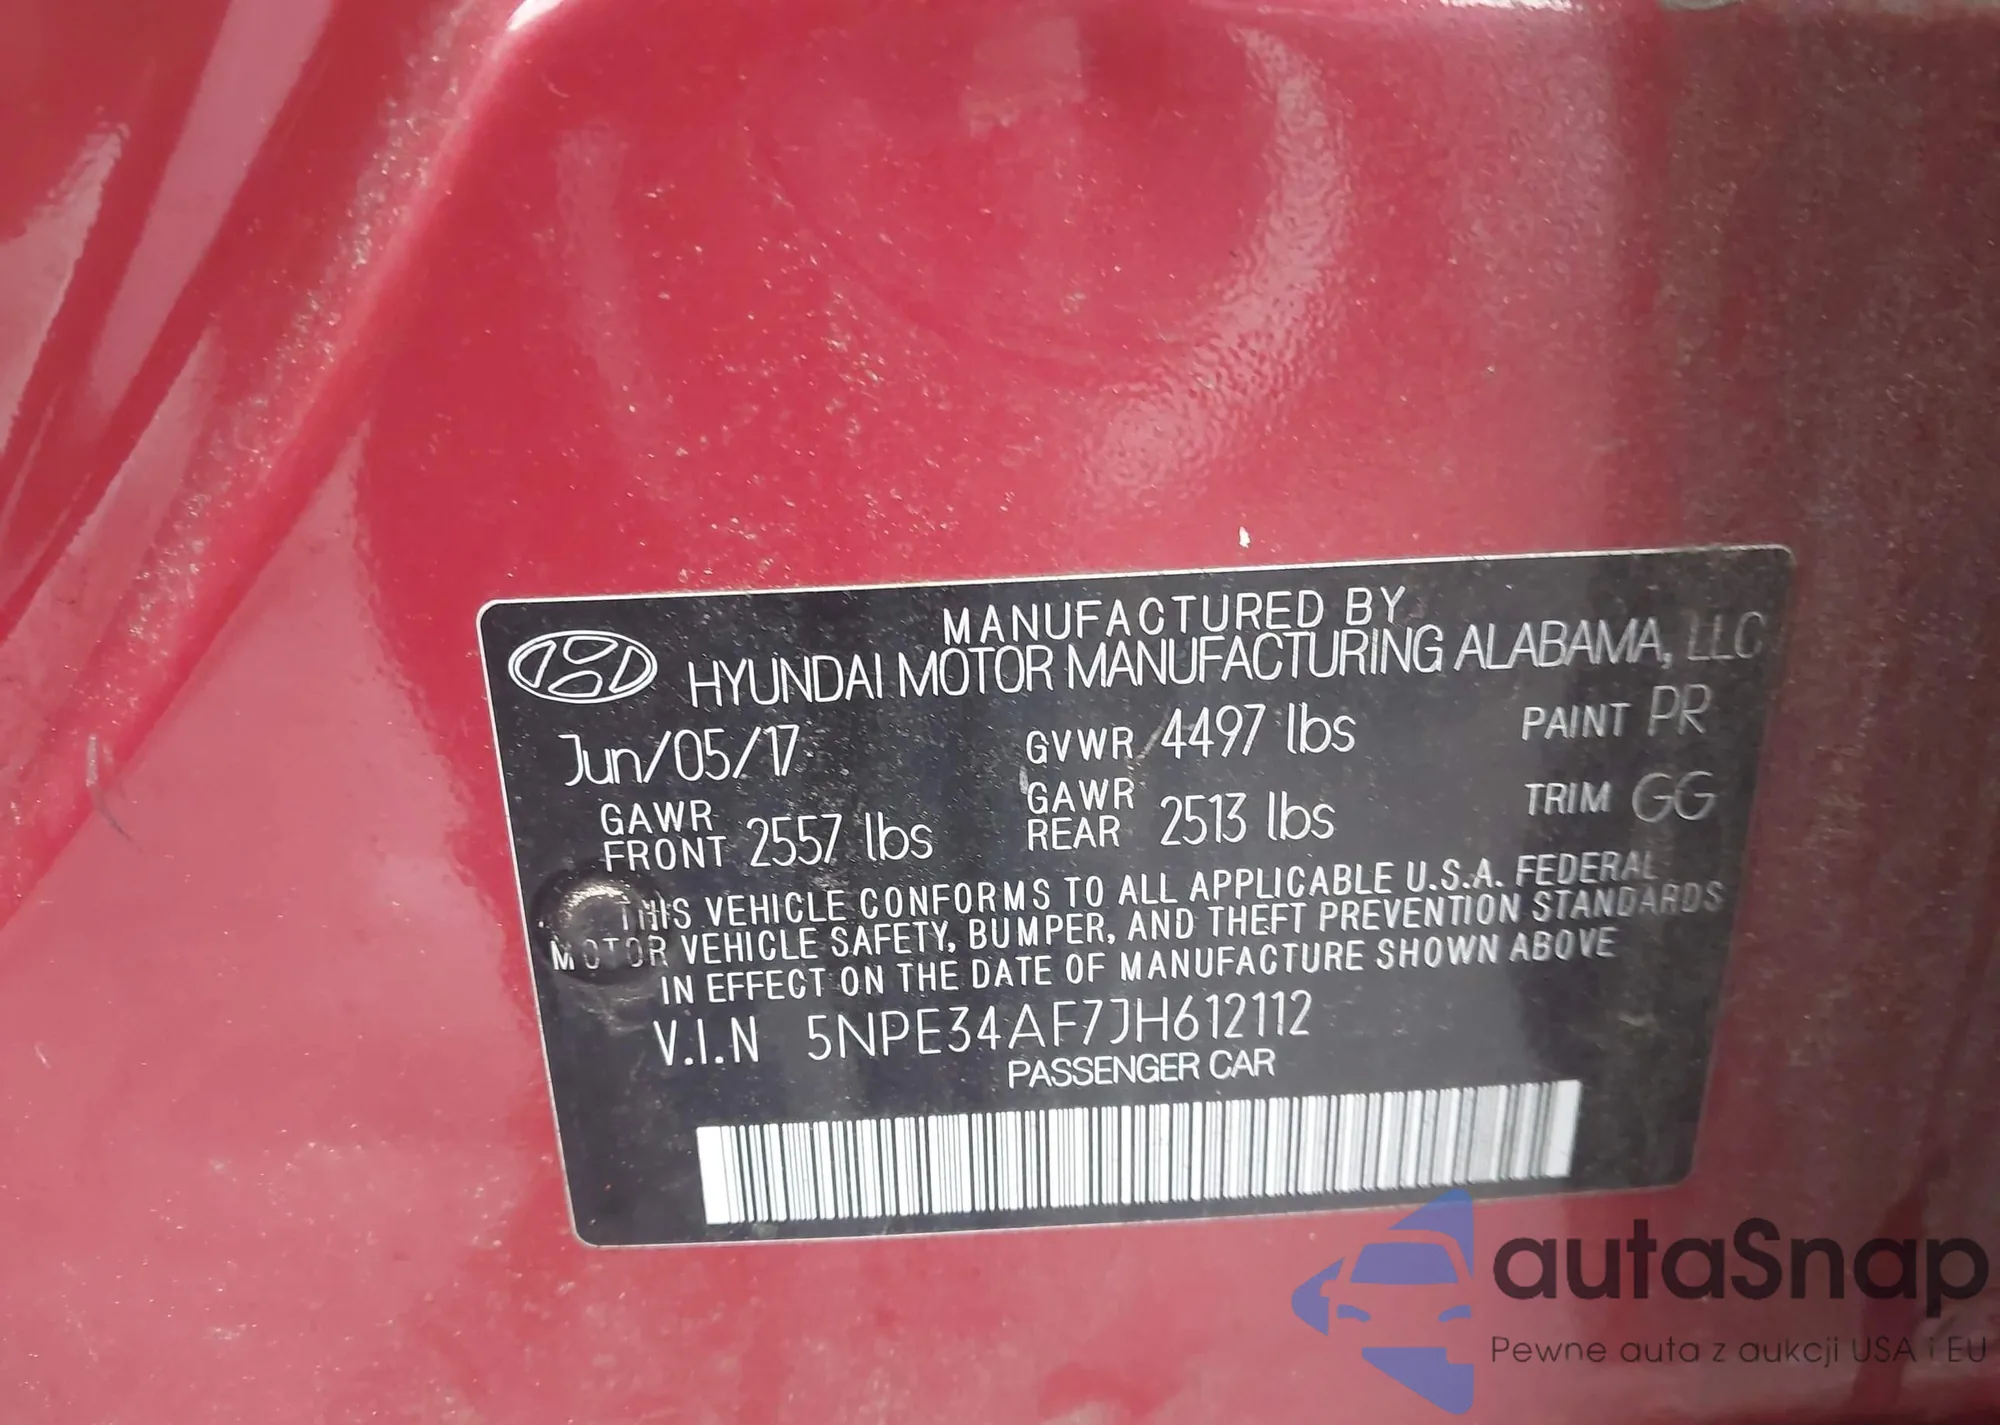 MANUFACTURED BY
HYUNDAI MOTOR MANUFACTURING ALABAMA, LLC
Jun/05/17 GVWR 4497 lbs PAINT PR
GAWR FRONT 2557 lbs GAWR REAR 2513 lbs TRIM GG
THIS VEHICLE CONFORMS TO ALL APPLICABLE U.S.A. FEDERAL
MOTOR VEHICLE SAFETY, BUMPER, AND THEFT PREVENTION STANDARDS
IN EFFECT ON THE DATE OF MANUFACTURE SHOWN ABOVE
V.I.N 5NPE34AF7JH612112
PASSENGER CAR
autaSnap
Pewne auta z aukcji USA i EU